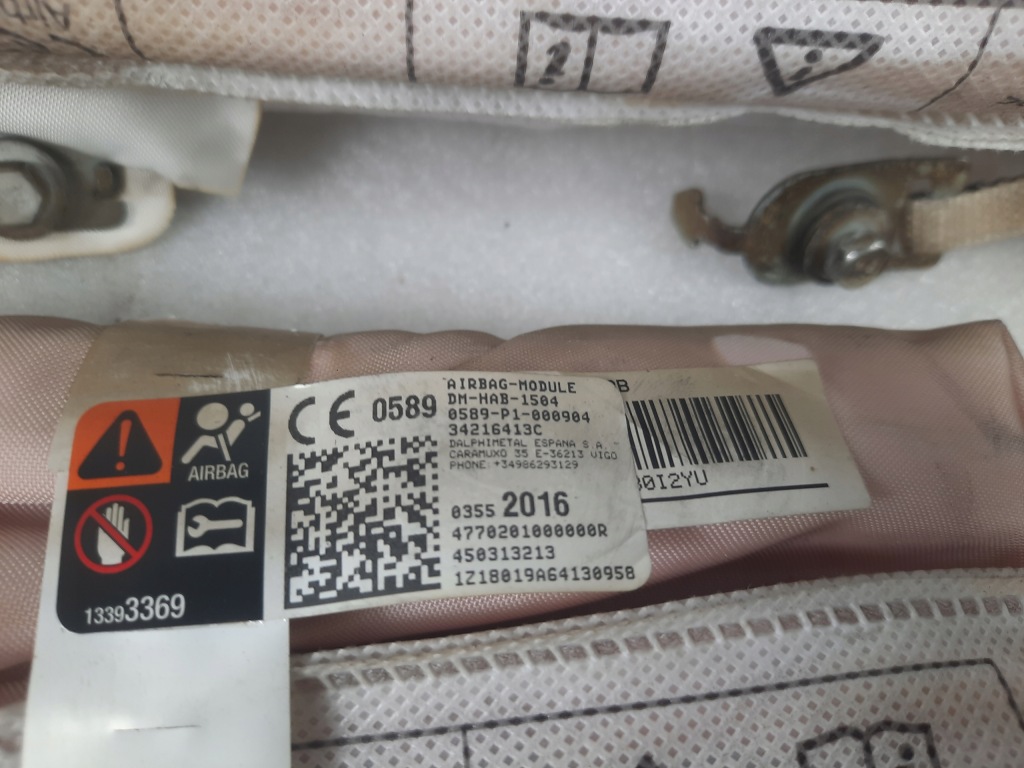 i
AIRBAG-MODULE
DM-HAB-1504
CE 0589
0589-P1-000904
34216413C
DALPHIMETAL ESPANA S.A.
CARAMUXO 35 E-36213 VIGO
PHONE: +34986293129
AIRBAG
0355 2016
4770201000000R
450313213
1Z18019A64130958
13393369
0I2YU